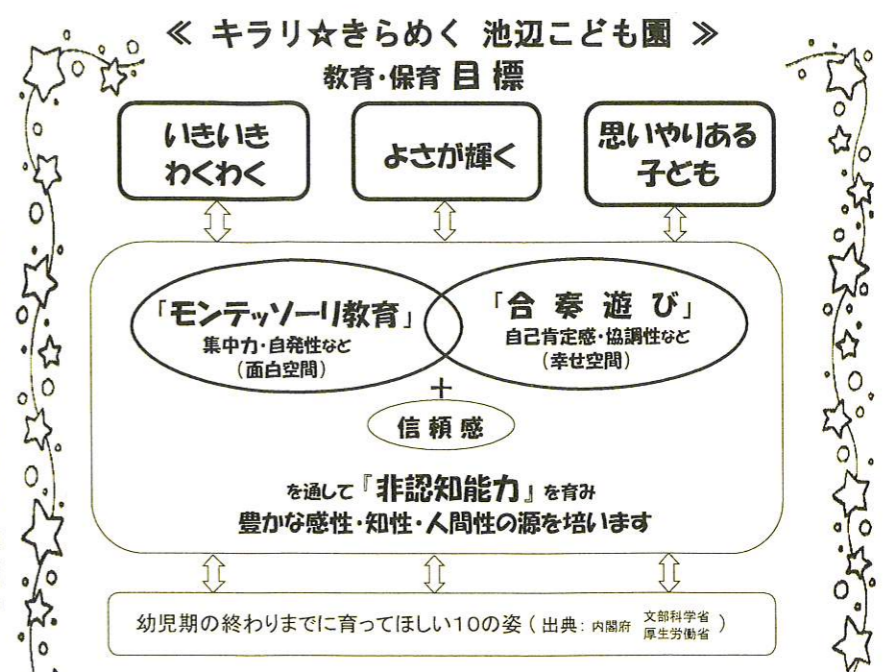 ≪ キラリ☆きらめく 池辺こども園 ≫
教育・保育 目標
いきいき
わくわく
よさが輝く
思いやりある
子ども
「モンテッソーリ教育」
集中力・自発性など
(面白空間)
「合奏遊び」
自己肯定感・協調性など
(幸せ空間)
+
信頼感
を通して『非認知能力』を育み
豊かな感性・知性・人間性の源を培います
幼児期の終わりまでに育ってほしい10の姿 ( 出典: 内閣府 文部科学省 厚生労働省 )